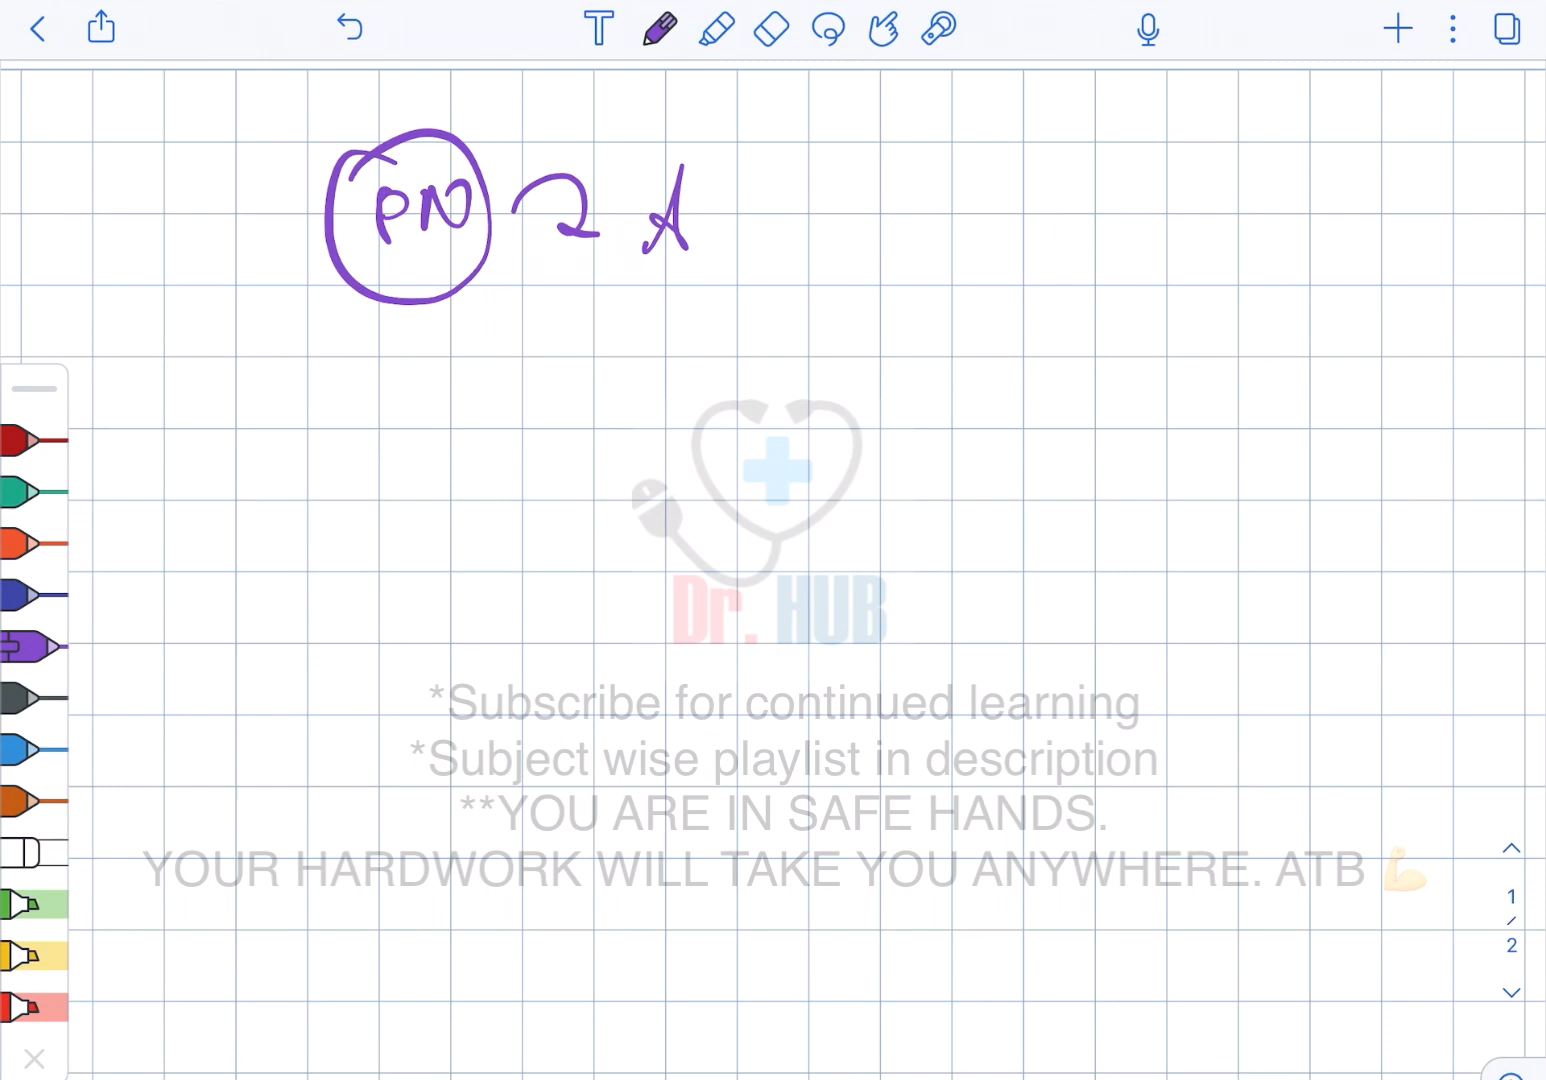 PN 2 A
Dr. HUB
*Subscribe for continued learning
*Subject wise playlist in description
**YOU ARE IN SAFE HANDS.
YOUR HARDWORK WILL TAKE YOU ANYWHERE. ATB 💪
1
/
2